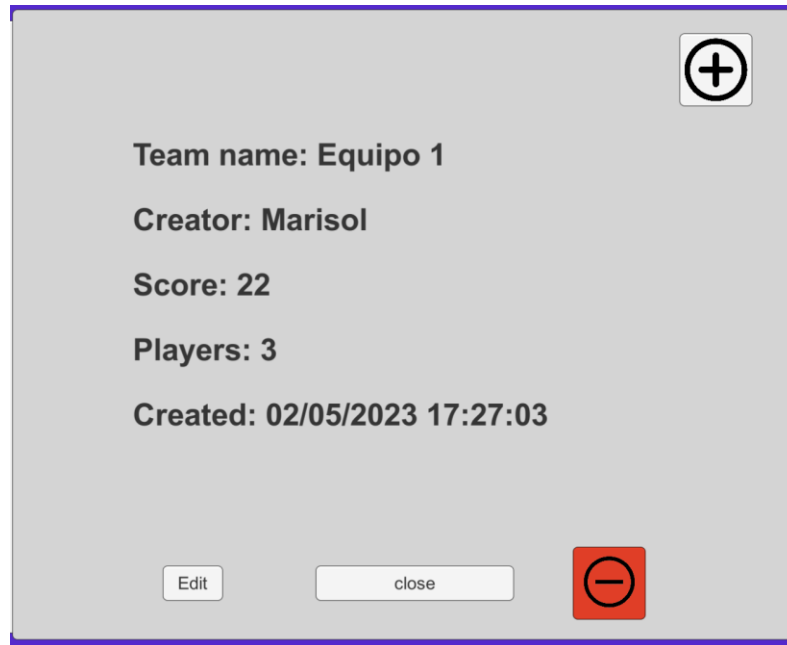 Team name: Equipo 1
Creator: Marisol
Score: 22
Players: 3
Created: 02/05/2023 17:27:03
Edit
close